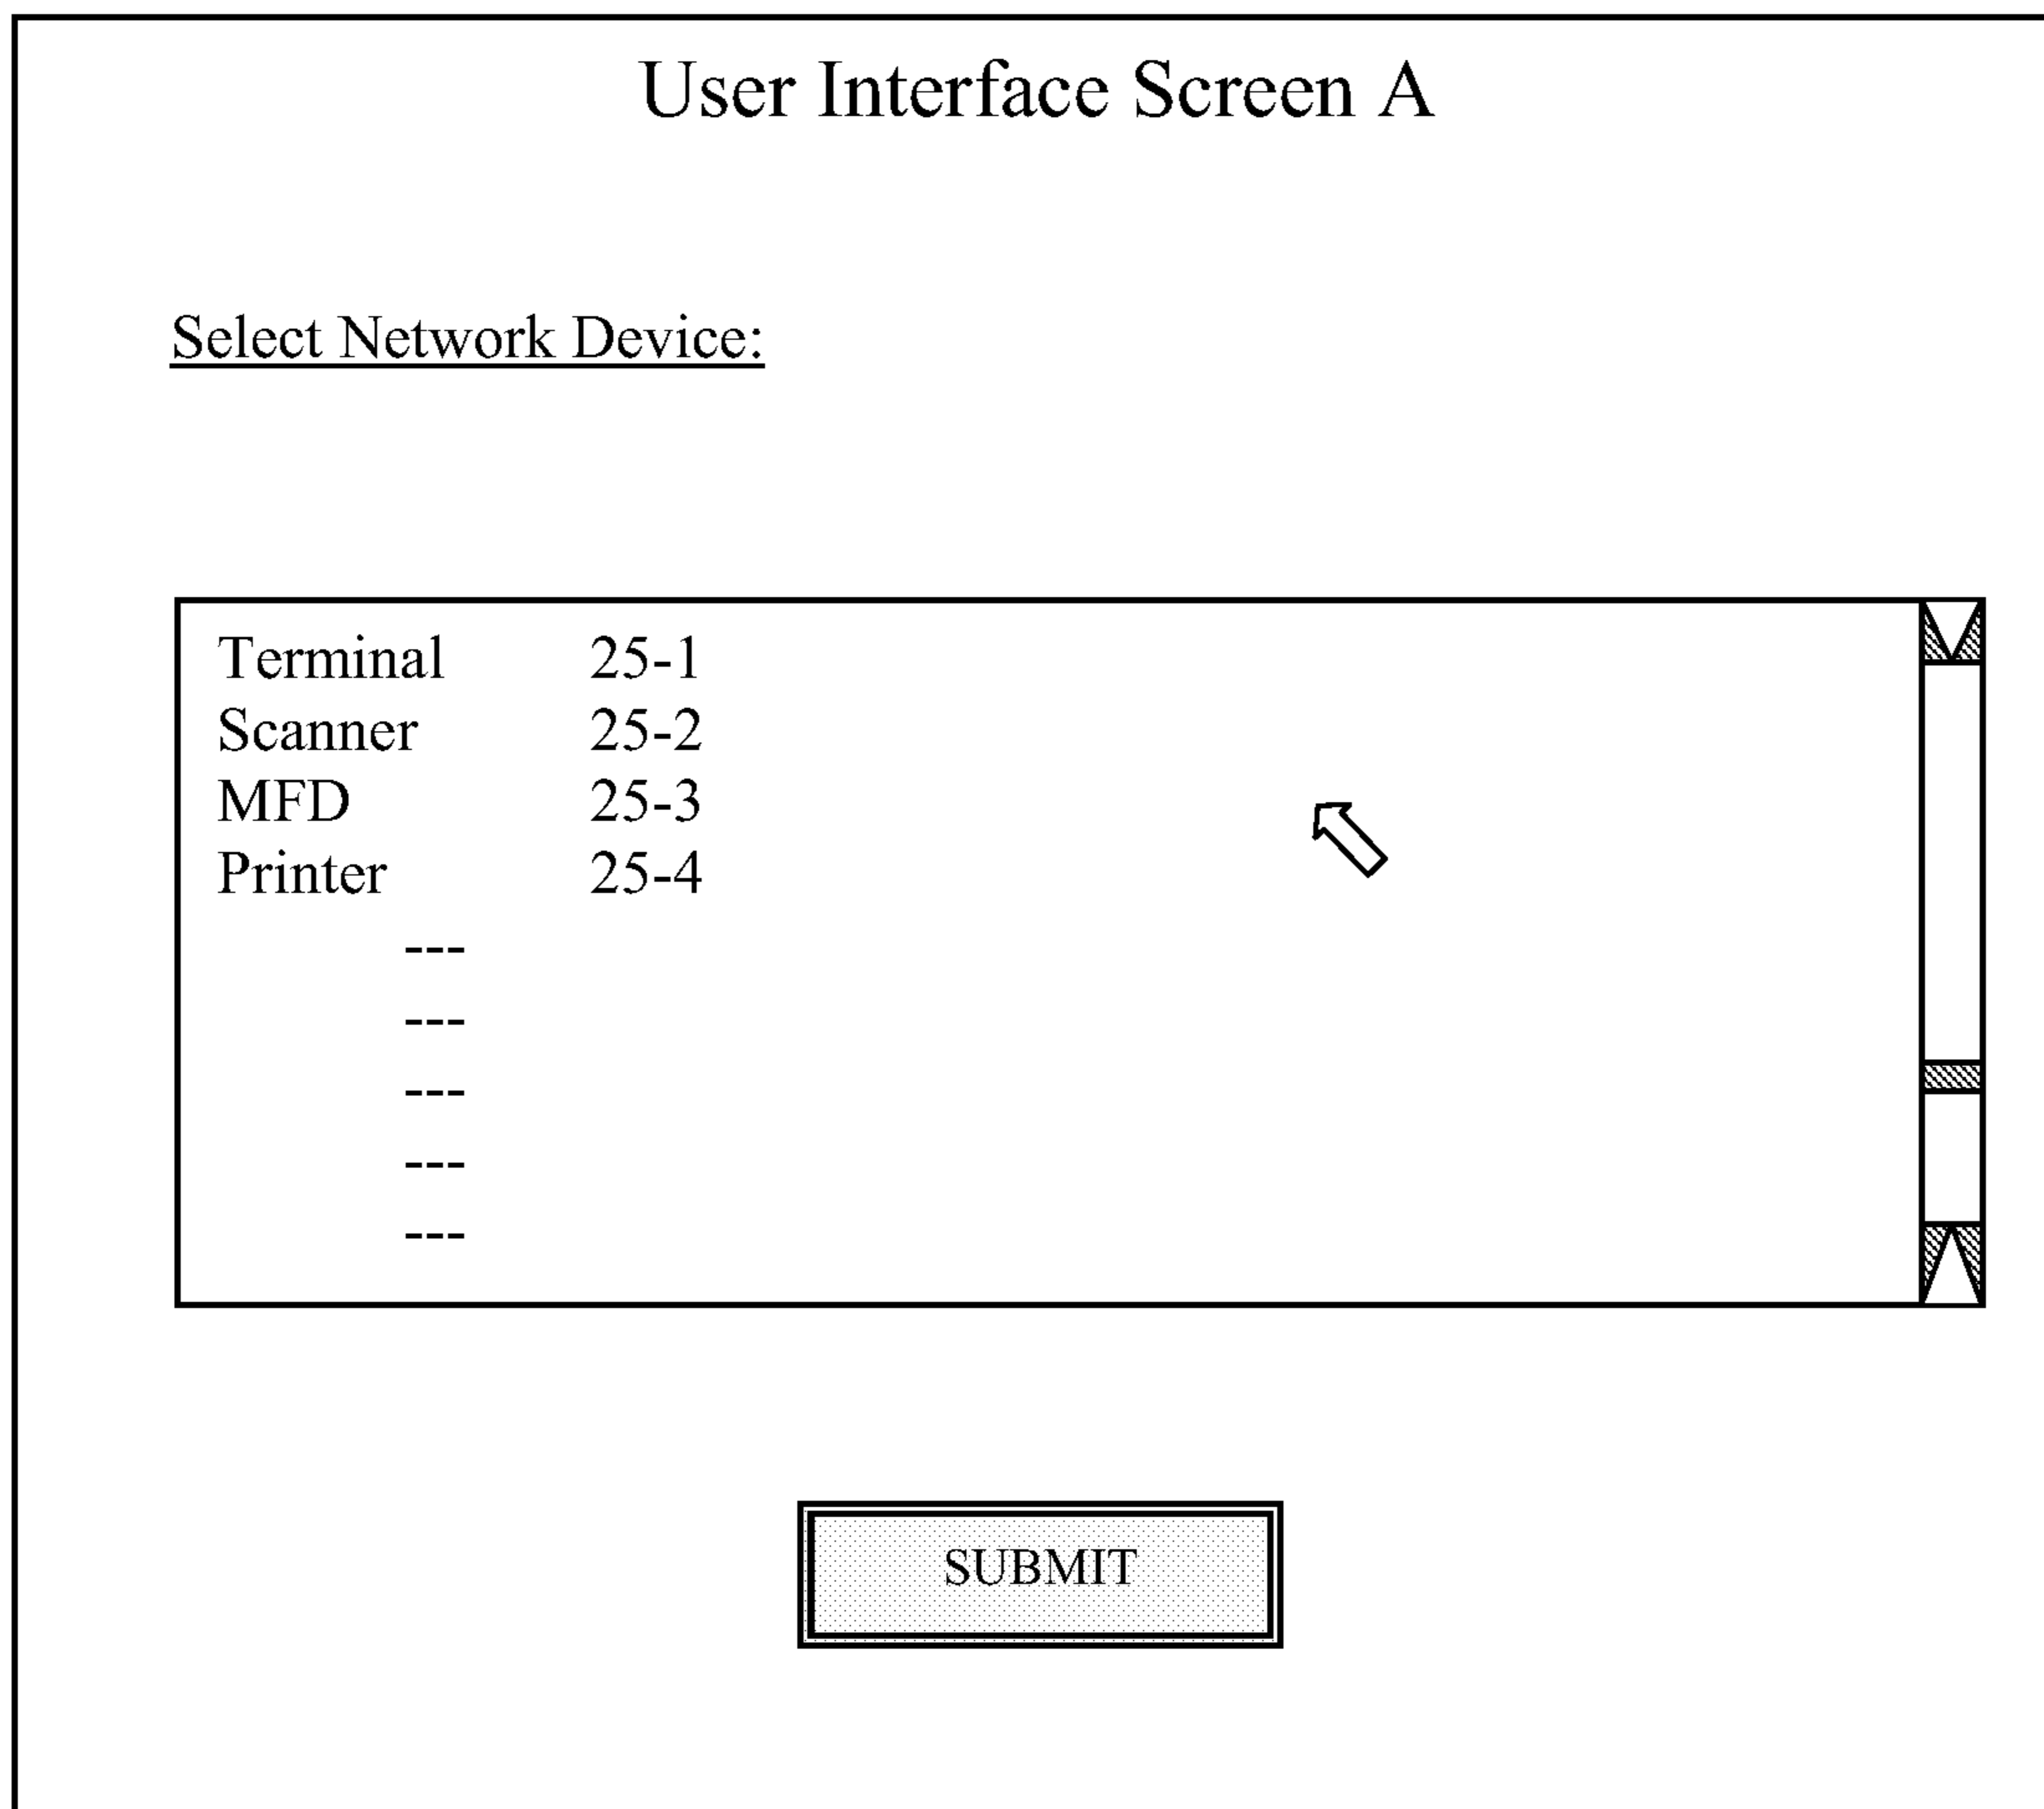 User Interface Screen A
Select Network Device:
Terminal 25-1
Scanner 25-2
MFD 25-3
Printer 25-4
---
---
---
---
---
SUBMIT